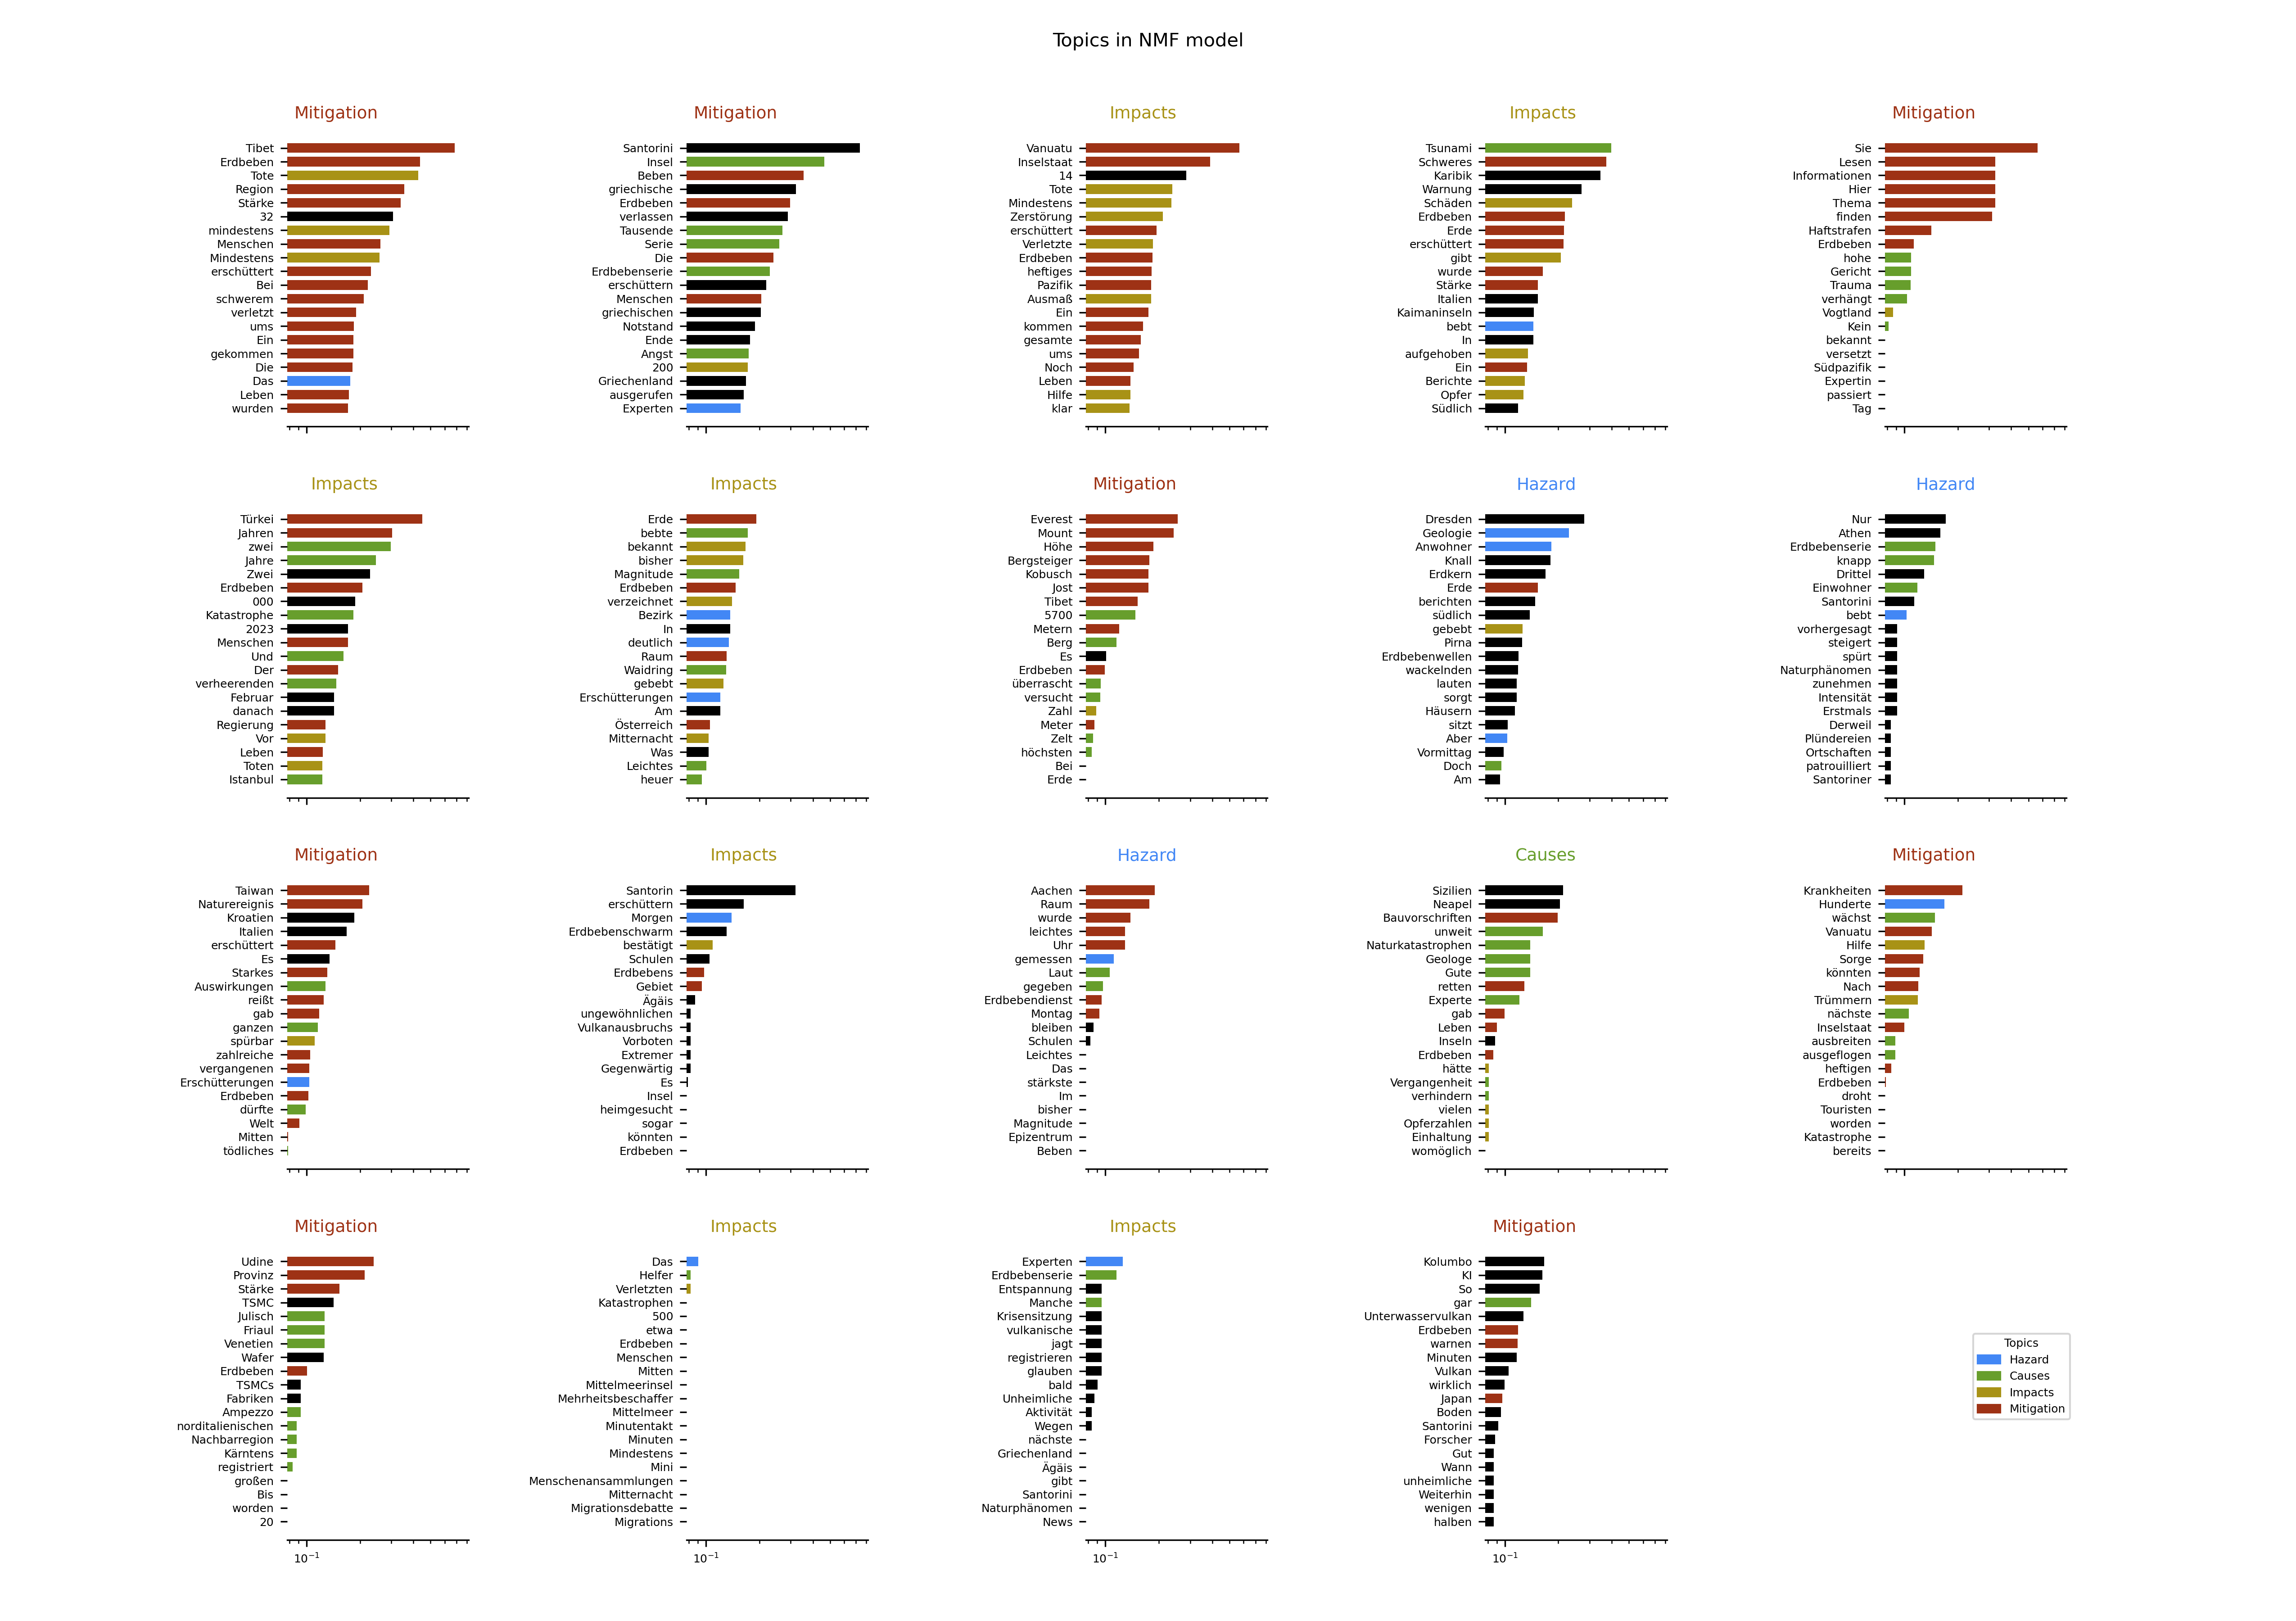 Topics in NMF model
Mitigation
Tibet
Erdbeben
Tote
Region
Stärke
32
mindestens
Menschen
Mindestens
erschüttert
Bei
schwerem
verletzt
ums
Ein
gekommen
Die
Das
Leben
wurden
Mitigation
Santorini
Insel
Beben
griechische
Erdbeben
verlassen
Tausende
Serie
Die
Erdbebenserie
erschüttern
Menschen
griechischen
Notstand
Ende
Angst
200
Griechenland
ausgerufen
Experten
Impacts
Vanuatu
Inselstaat
14
Tote
Mindestens
Zerstörung
erschüttert
Verletzte
Erdbeben
heftiges
Pazifik
Ausmaß
Ein
kommen
gesamte
ums
Noch
Leben
Hilfe
klar
Impacts
Tsunami
Schweres
Karibik
Warnung
Schäden
Erdbeben
Erde
erschüttert
gibt
wurde
Stärke
Italien
Kaimaninseln
bebt
In
aufgehoben
Ein
Berichte
Opfer
Südlich
Mitigation
Sie
Lesen
Informationen
Hier
Thema
finden
Haftstrafen
Erdbeben
hohe
Gericht
Trauma
verhängt
Vogtland
Kein
bekannt
versetzt
Südpazifik
Expertin
passiert
Tag
Impacts
Türkei
Jahren
zwei
Jahre
Zwei
Erdbeben
000
Katastrophe
2023
Menschen
Und
Der
verheerenden
Februar
danach
Regierung
Vor
Leben
Toten
Istanbul
Impacts
Erde
bebte
bekannt
bisher
Magnitude
Erdbeben
verzeichnet
Bezirk
In
deutlich
Raum
Waidring
gebebt
Erschütterungen
Am
Österreich
Mitternacht
Was
Leichtes
heuer
Mitigation
Everest
Mount
Höhe
Bergsteiger
Kobusch
Jost
Tibet
5700
Metern
Berg
Es
Erdbeben
überrascht
versucht
Zahl
Meter
Zelt
höchsten
Bei
Erde
Hazard
Dresden
Geologie
Anwohner
Knall
Erdkern
Erde
berichten
südlich
gebebt
Pirna
Erdbebenwellen
wackelnden
lauten
sorgt
Häusern
sitzt
Aber
Vormittag
Doch
Am
Hazard
Nur
Athen
Erdbebenserie
knapp
Drittel
Einwohner
Santorini
bebt
vorhergesagt
steigert
spürt
Naturphänomen
zunehmen
Intensität
Erstmals
Derweil
Plündereien
Ortschaften
patrouilliert
Santoriner
Mitigation
Taiwan
Naturereignis
Kroatien
Italien
erschüttert
Es
Starkes
Auswirkungen
reißt
gab
ganzen
spürbar
zahlreiche
vergangenen
Erschütterungen
Erdbeben
dürfte
Welt
Mitten
tödliches
Impacts
Santorin
erschüttern
Morgen
Erdbebenschwarm
bestätigt
Schulen
Erdbebens
Gebiet
Ägäis
ungewöhnlichen
Vulkanausbruchs
Vorboten
Extremer
Gegenwärtig
Es
Insel
heimgesucht
sogar
könnten
Erdbeben
Hazard
Aachen
Raum
wurde
leichtes
Uhr
gemessen
Laut
gegeben
Erdbebendienst
Montag
bleiben
Schulen
Leichtes
Das
stärkste
Im
bisher
Magnitude
Epizentrum
Beben
Causes
Sizilien
Neapel
Bauvorschriften
unweit
Naturkatastrophen
Geologe
Gute
retten
Experte
gab
Leben
Inseln
Erdbeben
hätte
Vergangenheit
verhindern
vielen
Opferzahlen
Einhaltung
womöglich
Mitigation
Krankheiten
Hunderte
wächst
Vanuatu
Hilfe
Sorge
könnten
Nach
Trümmern
nächste
Inselstaat
ausbreiten
ausgeflogen
heftigen
Erdbeben
droht
Touristen
worden
Katastrophe
bereits
Mitigation
Udine
Provinz
Stärke
TSMC
Julisch
Friaul
Venetien
Wafer
Erdbeben
TSMCs
Fabriken
Ampezzo
norditalienischen
Nachbarregion
Kärntens
registriert
großen
Bis
worden
20
10⁻¹
Impacts
Das
Helfer
Verletzten
Katastrophen
500
etwa
Erdbeben
Menschen
Mitten
Mittelmeerinsel
Mehrheitsbeschaffer
Mittelmeer
Minutentakt
Minuten
Mindestens
Mini
Menschenansammlungen
Mitternacht
Migrationsdebatte
Migrations
10⁻¹
Impacts
Experten
Erdbebenserie
Entspannung
Manche
Krisensitzung
vulkanische
jagt
registrieren
glauben
bald
Unheimliche
Aktivität
Wegen
nächste
Griechenland
Ägäis
gibt
Santorini
Naturphänomen
News
10⁻¹
Mitigation
Kolumbo
KI
So
gar
Unterwasservulkan
Erdbeben
warnen
Minuten
Vulkan
wirklich
Japan
Boden
Santorini
Forscher
Gut
Wann
unheimliche
Weiterhin
wenigen
halben
10⁻¹
Topics
Hazard
Causes
Impacts
Mitigation